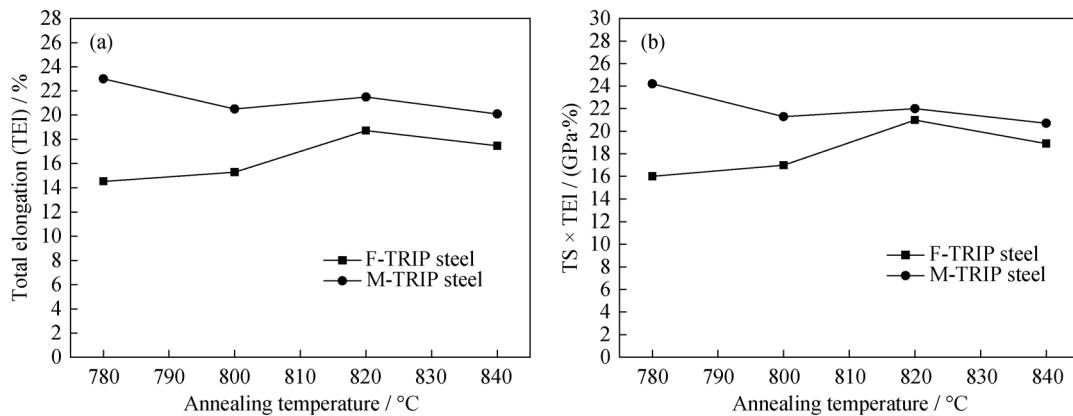 (a)
Total elongation (TEl) / %
28
26
24
22
20
18
16
14
12
10
8
6
4
2
0
F-TRIP steel
M-TRIP steel
780 790 800 810 820 830 840
Annealing temperature / °C
(b)
TS × TEl / (GPa·%)
30
28
26
24
22
20
18
16
14
12
10
8
6
4
2
0
F-TRIP steel
M-TRIP steel
780 790 800 810 820 830 840
Annealing temperature / °C